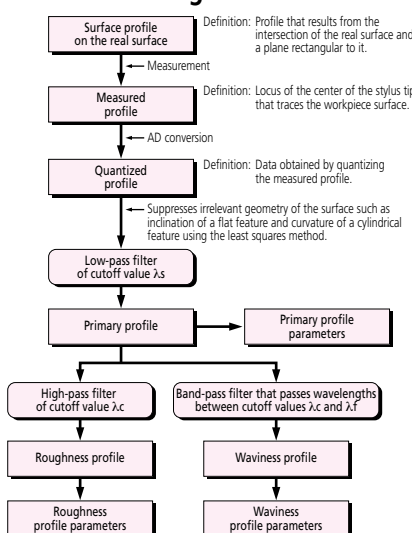 Surface profile
on the real surface
Definition: Profile that results from the
intersection of the real surface and
a plane rectangular to it.
Measurement
Measured
profile
Definition: Locus of the center of the stylus tip
that traces the workpiece surface.
AD conversion
Quantized
profile
Definition: Data obtained by quantizing
the measured profile.
Suppresses irrelevant geometry of the surface such as
inclination of a flat feature and curvature of a cylindrical
feature using the least squares method.
Low-pass filter
of cutoff value λs
Primary profile
Primary profile
parameters
High-pass filter
of cutoff value λc
Band-pass filter that passes wavelengths
between cutoff values λc and λf
Roughness profile
Waviness profile
Roughness
profile parameters
Waviness
profile parameters